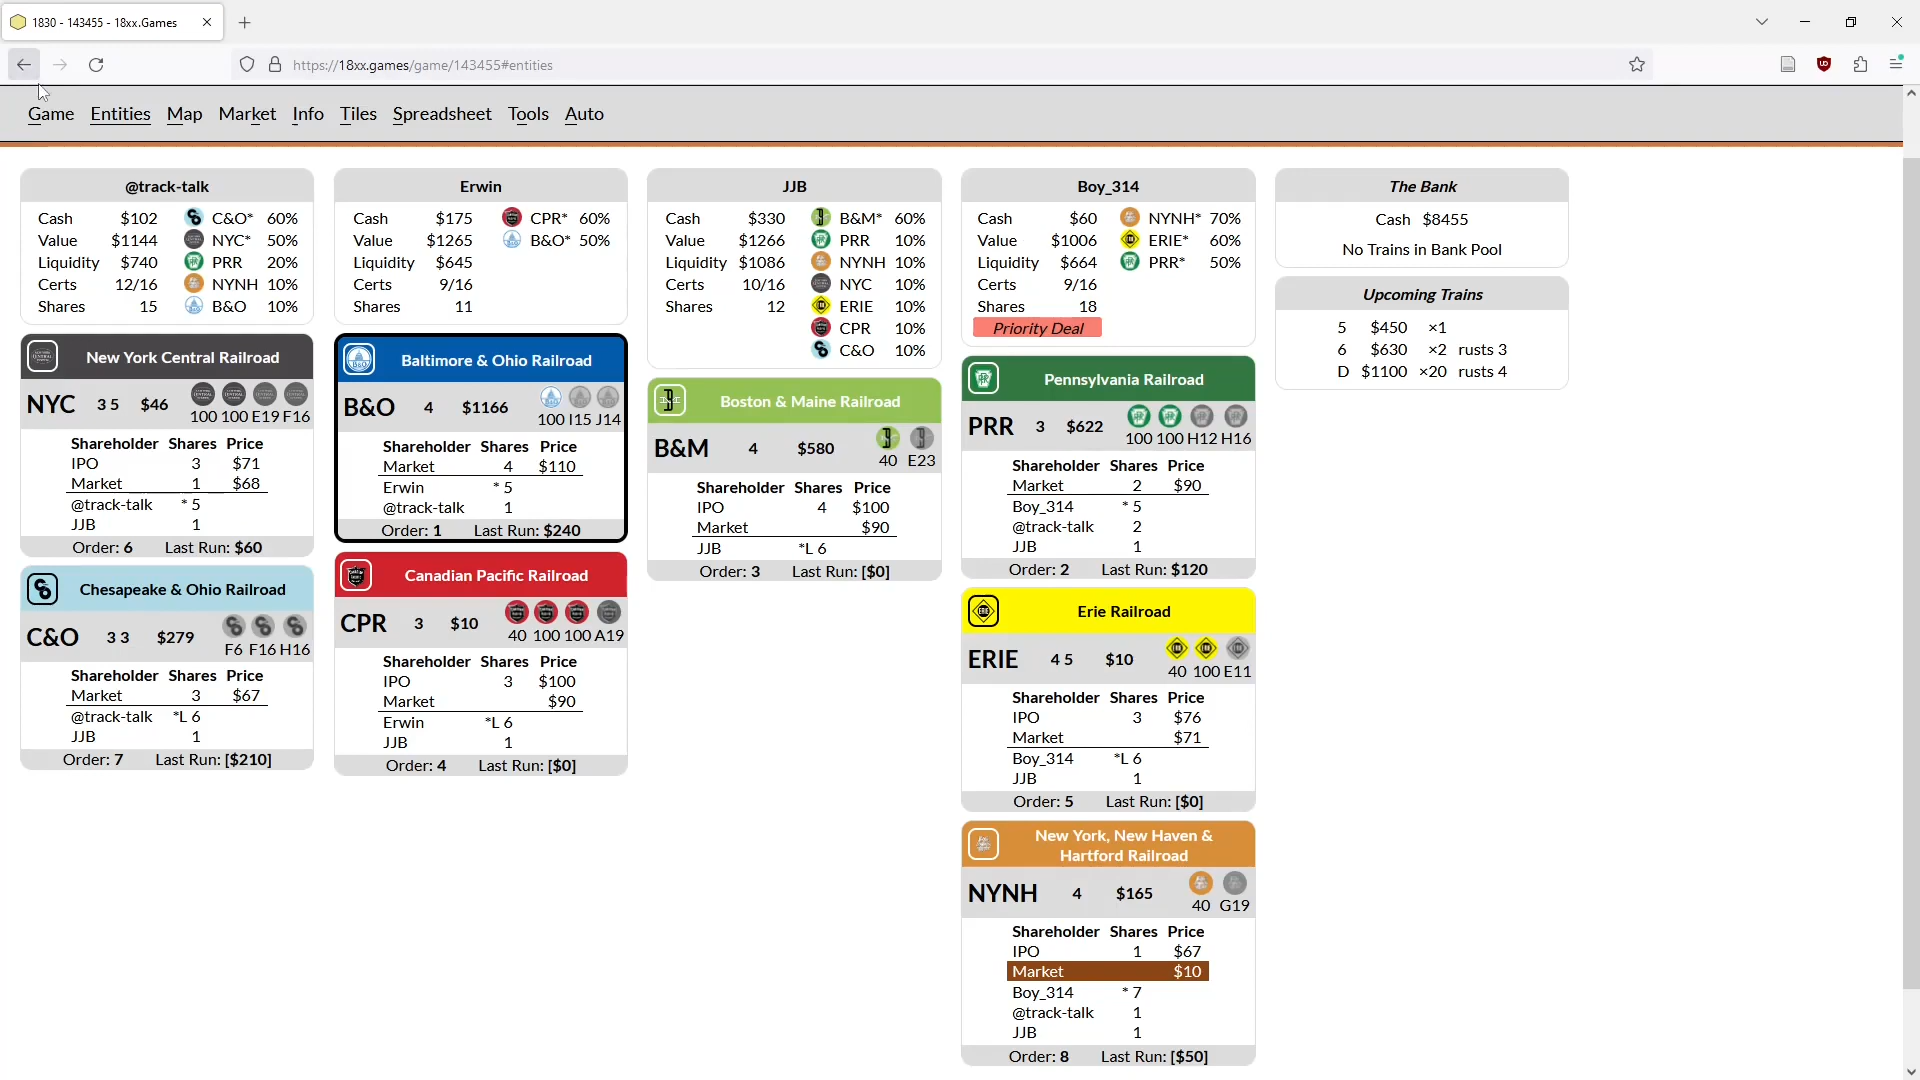 1830 - 143455 - 18xx.Games
https://18xx.games/game/143455#entities
Game Entities Map Market Info Tiles Spreadsheet Tools Auto
@track-talk
Cash $102 C&O* 60%
Value $1144 NYC* 50%
Liquidity $740 PRR 20%
Certs 12/16 NYNH 10%
Shares 15 B&O 10%
New York Central Railroad
NYC 3 5 $46 100 100 E19 F16
Shareholder Shares Price
IPO 3 $71
Market 1 $68
@track-talk * 5
JJB 1
Order: 6 Last Run: $60
Chesapeake & Ohio Railroad
C&O 3 3 $279 F6 F16 H16
Shareholder Shares Price
Market 3 $67
@track-talk *L 6
JJB 1
Order: 7 Last Run: [$210]
Erwin
Cash $175 CPR* 60%
Value $1265 B&O* 50%
Liquidity $645
Certs 9/16
Shares 11
Baltimore & Ohio Railroad
B&O 4 $1166 100 I15 J14
Shareholder Shares Price
Market 4 $110
Erwin * 5
@track-talk 1
Order: 1 Last Run: $240
Canadian Pacific Railroad
CPR 3 $10 40 100 100 A19
Shareholder Shares Price
IPO 3 $100
Market $90
Erwin *L 6
JJB 1
Order: 4 Last Run: [$0]
JJB
Cash $330 B&M* 60%
Value $1266 PRR 10%
Liquidity $1086 NYNH 10%
Certs 10/16 NYC 10%
Shares 12 ERIE 10%
CPR 10%
C&O 10%
Boston & Maine Railroad
B&M 4 $580 40 E23
Shareholder Shares Price
IPO 4 $100
Market $90
JJB *L 6
Order: 3 Last Run: [$0]
Boy_314
Cash $60 NYNH* 70%
Value $1006 ERIE* 60%
Liquidity $664 PRR* 50%
Certs 9/16
Shares 18
Priority Deal
Pennsylvania Railroad
PRR 3 $622 100 100 H12 H16
Shareholder Shares Price
Market 2 $90
Boy_314 * 5
@track-talk 2
JJB 1
Order: 2 Last Run: $120
Erie Railroad
ERIE 4 5 $10 40 100 E11
Shareholder Shares Price
IPO 3 $76
Market $71
Boy_314 *L 6
JJB 1
Order: 5 Last Run: [$0]
New York, New Haven &
Hartford Railroad
NYNH 4 $165 40 G19
Shareholder Shares Price
IPO 1 $67
Market $10
Boy_314 * 7
@track-talk 1
JJB 1
Order: 8 Last Run: [$50]
The Bank
Cash $8455
No Trains in Bank Pool
Upcoming Trains
5 $450 ×1
6 $630 ×2 rusts 3
D $1100 ×20 rusts 4